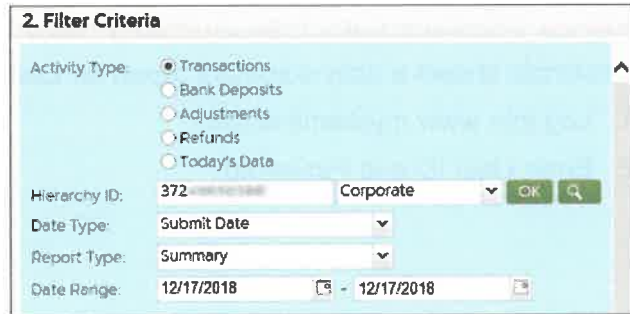 2. Filter Criteria
Activity Type: Transactions
Bank Deposits
Adjustments
Refunds
Today's Data
Hierarchy ID: 372 Corporate OK
Date Type: Submit Date
Report Type: Summary
Date Range: 12/17/2018 - 12/17/2018